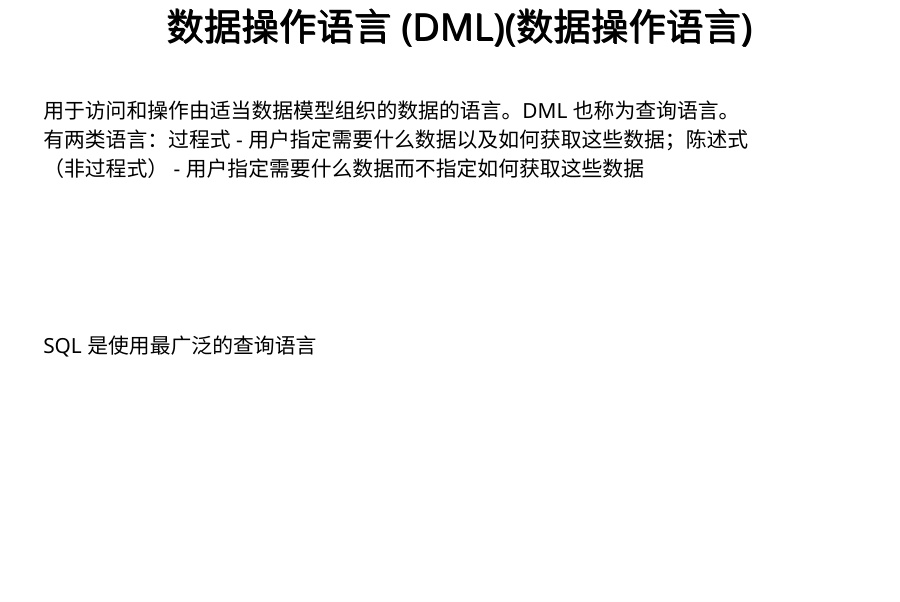 数据操作语言 (DML)(数据操作语言)
用于访问和操作由适当数据模型组织的数据的语言。DML 也称为查询语言。
有两类语言：过程式 - 用户指定需要什么数据以及如何获取这些数据；陈述式
（非过程式） - 用户指定需要什么数据而不指定如何获取这些数据
SQL 是使用最广泛的查询语言